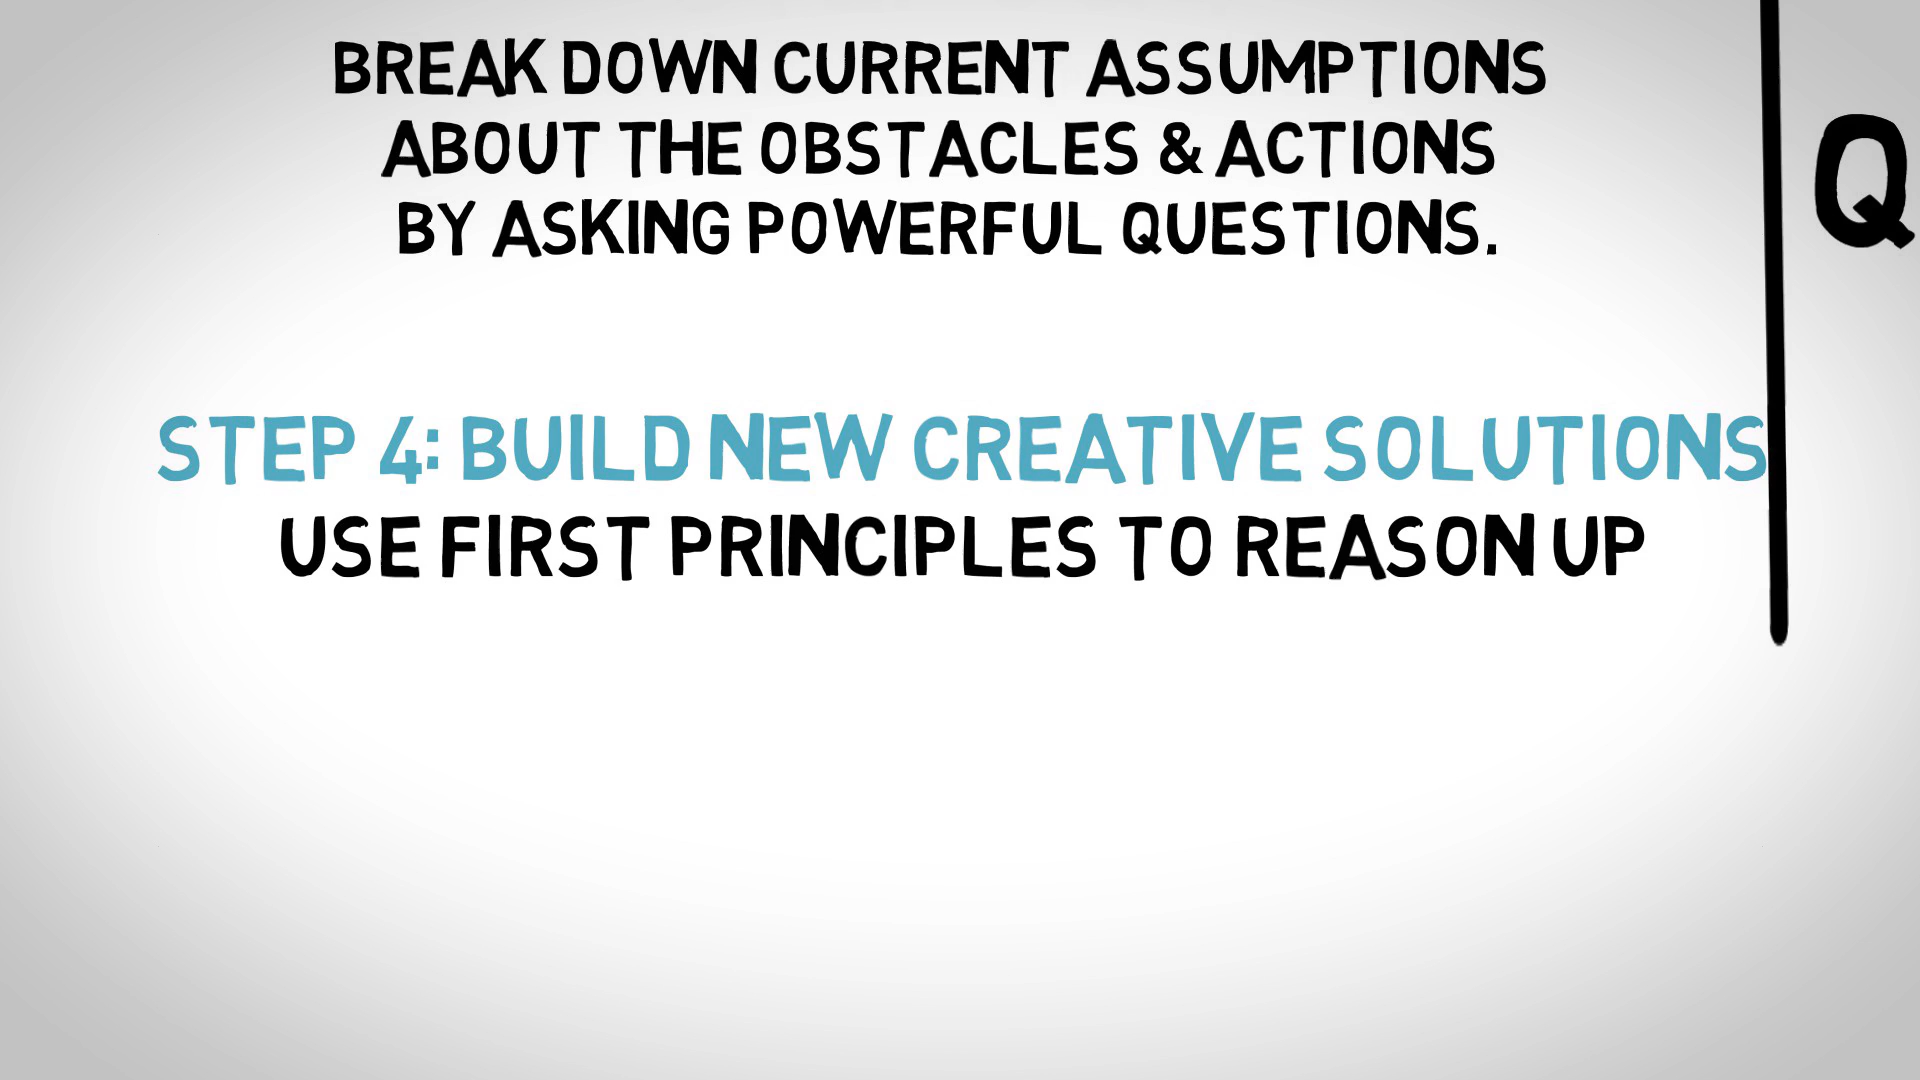 BREAK DOWN CURRENT ASSUMPTIONS
ABOUT THE OBSTACLES & ACTIONS
BY ASKING POWERFUL QUESTIONS.
Q
STEP 4: BUILD NEW CREATIVE SOLUTIONS
USE FIRST PRINCIPLES TO REASON UP